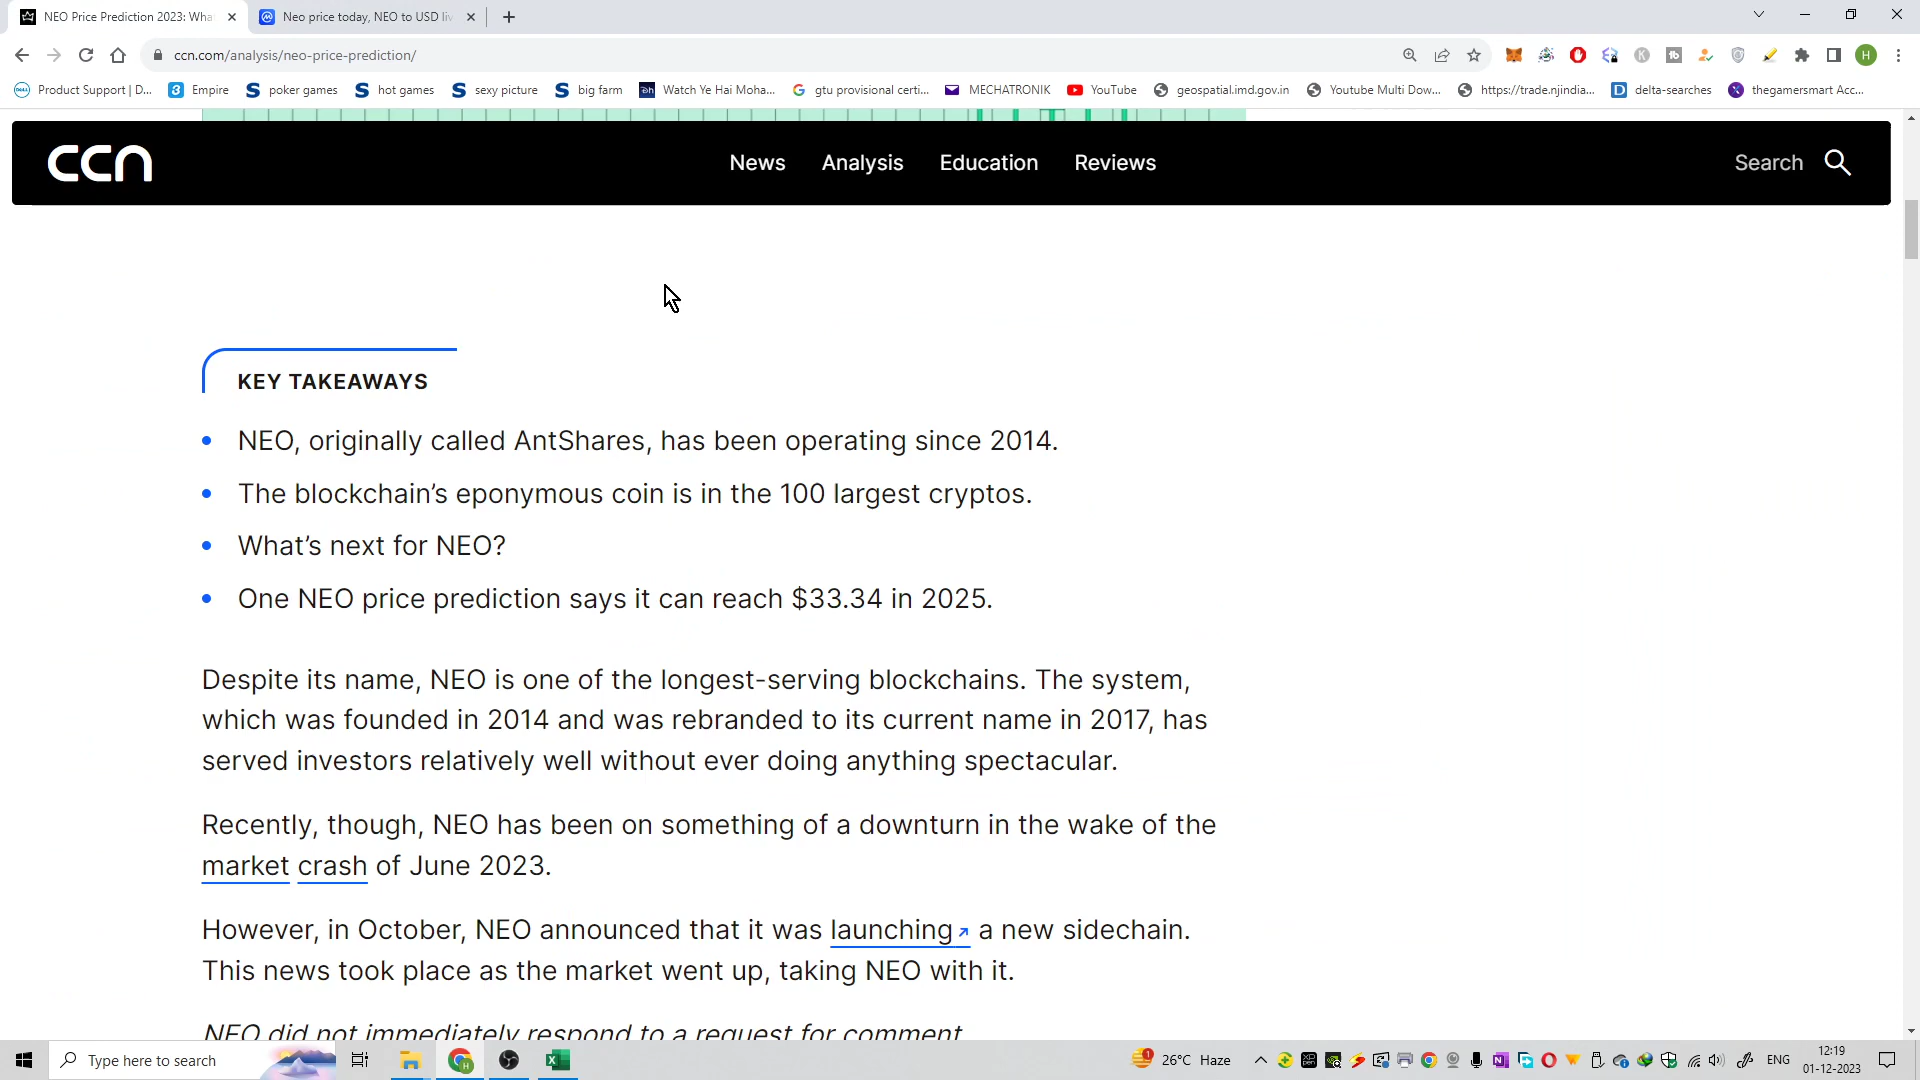 NEO Price Prediction 2023: Wha
Neo price today, NEO to USD liv
ccn.com/analysis/neo-price-prediction/
Product Support | D...
Empire
poker games
hot games
sexy picture
big farm
Watch Ye Hai Moha...
gtu provisional certi...
MECHATRONIK
YouTube
geospatial.imd.gov.in
Youtube Multi Dow...
https://trade.njindia...
delta-searches
thegamersmart Acc...
ccn
News
Analysis
Education
Reviews
Search
KEY TAKEAWAYS
NEO, originally called AntShares, has been operating since 2014.
The blockchain’s eponymous coin is in the 100 largest cryptos.
What’s next for NEO?
One NEO price prediction says it can reach $33.34 in 2025.
Despite its name, NEO is one of the longest-serving blockchains. The system,
which was founded in 2014 and was rebranded to its current name in 2017, has
served investors relatively well without ever doing anything spectacular.
Recently, though, NEO has been on something of a downturn in the wake of the
market crash of June 2023.
However, in October, NEO announced that it was launching a new sidechain.
This news took place as the market went up, taking NEO with it.
NEO did not immediately respond to a request for comment
Type here to search
26°C Haze
ENG
12:19
01-12-2023